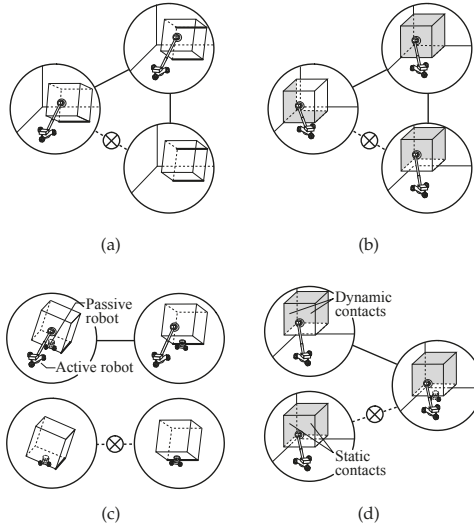 (a)
(b)
Passive
robot
Active robot
Dynamic
contacts
Static
contacts
(c)
(d)